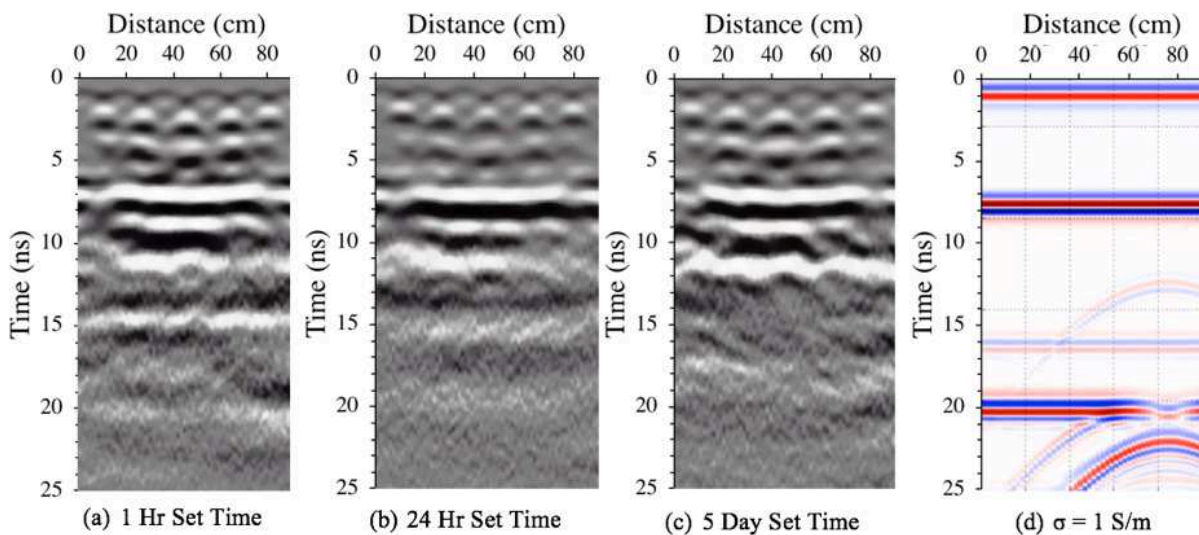 Distance (cm) Distance (cm) Distance (cm) Distance (cm)
0 20 40 60 80 0 20 40 60 80 0 20 40 60 80 0 20 40 60 80
0 0 0 0
5 5 5 5
Time (ns) Time (ns) Time (ns) Time (ns)
10 10 10 10
15 15 15 15
20 20 20 20
25 25 25 25
(a) 1 Hr Set Time (b) 24 Hr Set Time (c) 5 Day Set Time (d) σ = 1 S/m